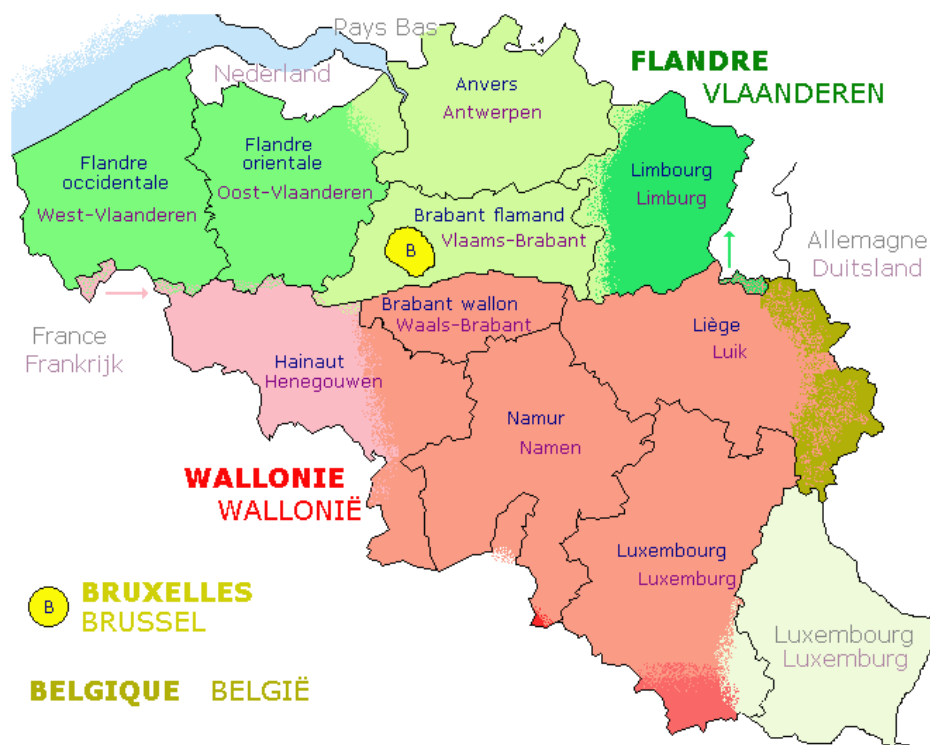 Pays Bas
Nederland
FLANDRE
VLAANDEREN
Anvers
Antwerpen
Flandre
occidentale
West-Vlaanderen
Flandre
orientale
Oost-Vlaanderen
Limbourg
Limburg
Brabant flamand
Vlaams-Brabant
B
Allemagne
Duitsland
France
Frankrijk
Brabant wallon
Waals-Brabant
Liège
Luik
Hainaut
Henegouwen
Namur
Namen
WALLONIE
WALLONIË
Luxembourg
Luxemburg
B BRUXELLES
BRUSSEL
Luxembourg
Luxemburg
BELGIQUE BELGIË